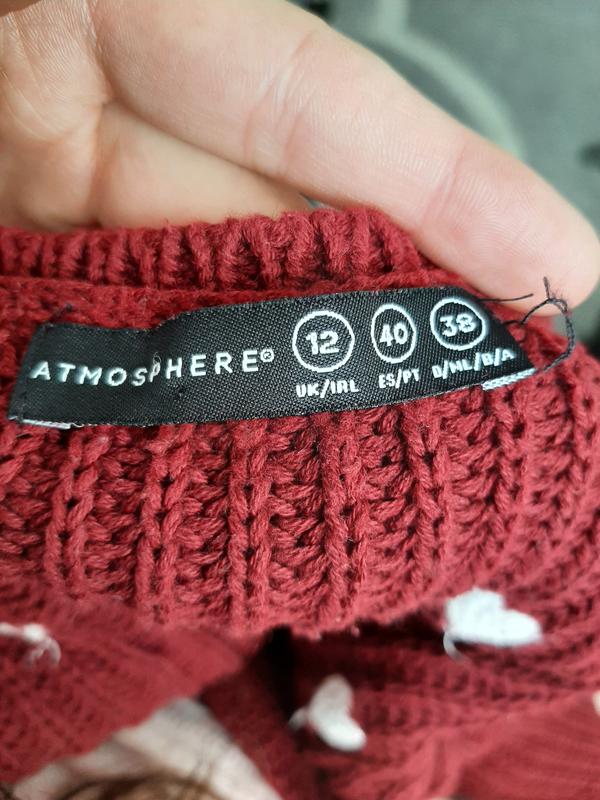 ATMOSPHERE® 12 40 38
UK/IRL ES/PT D/NL/B/A